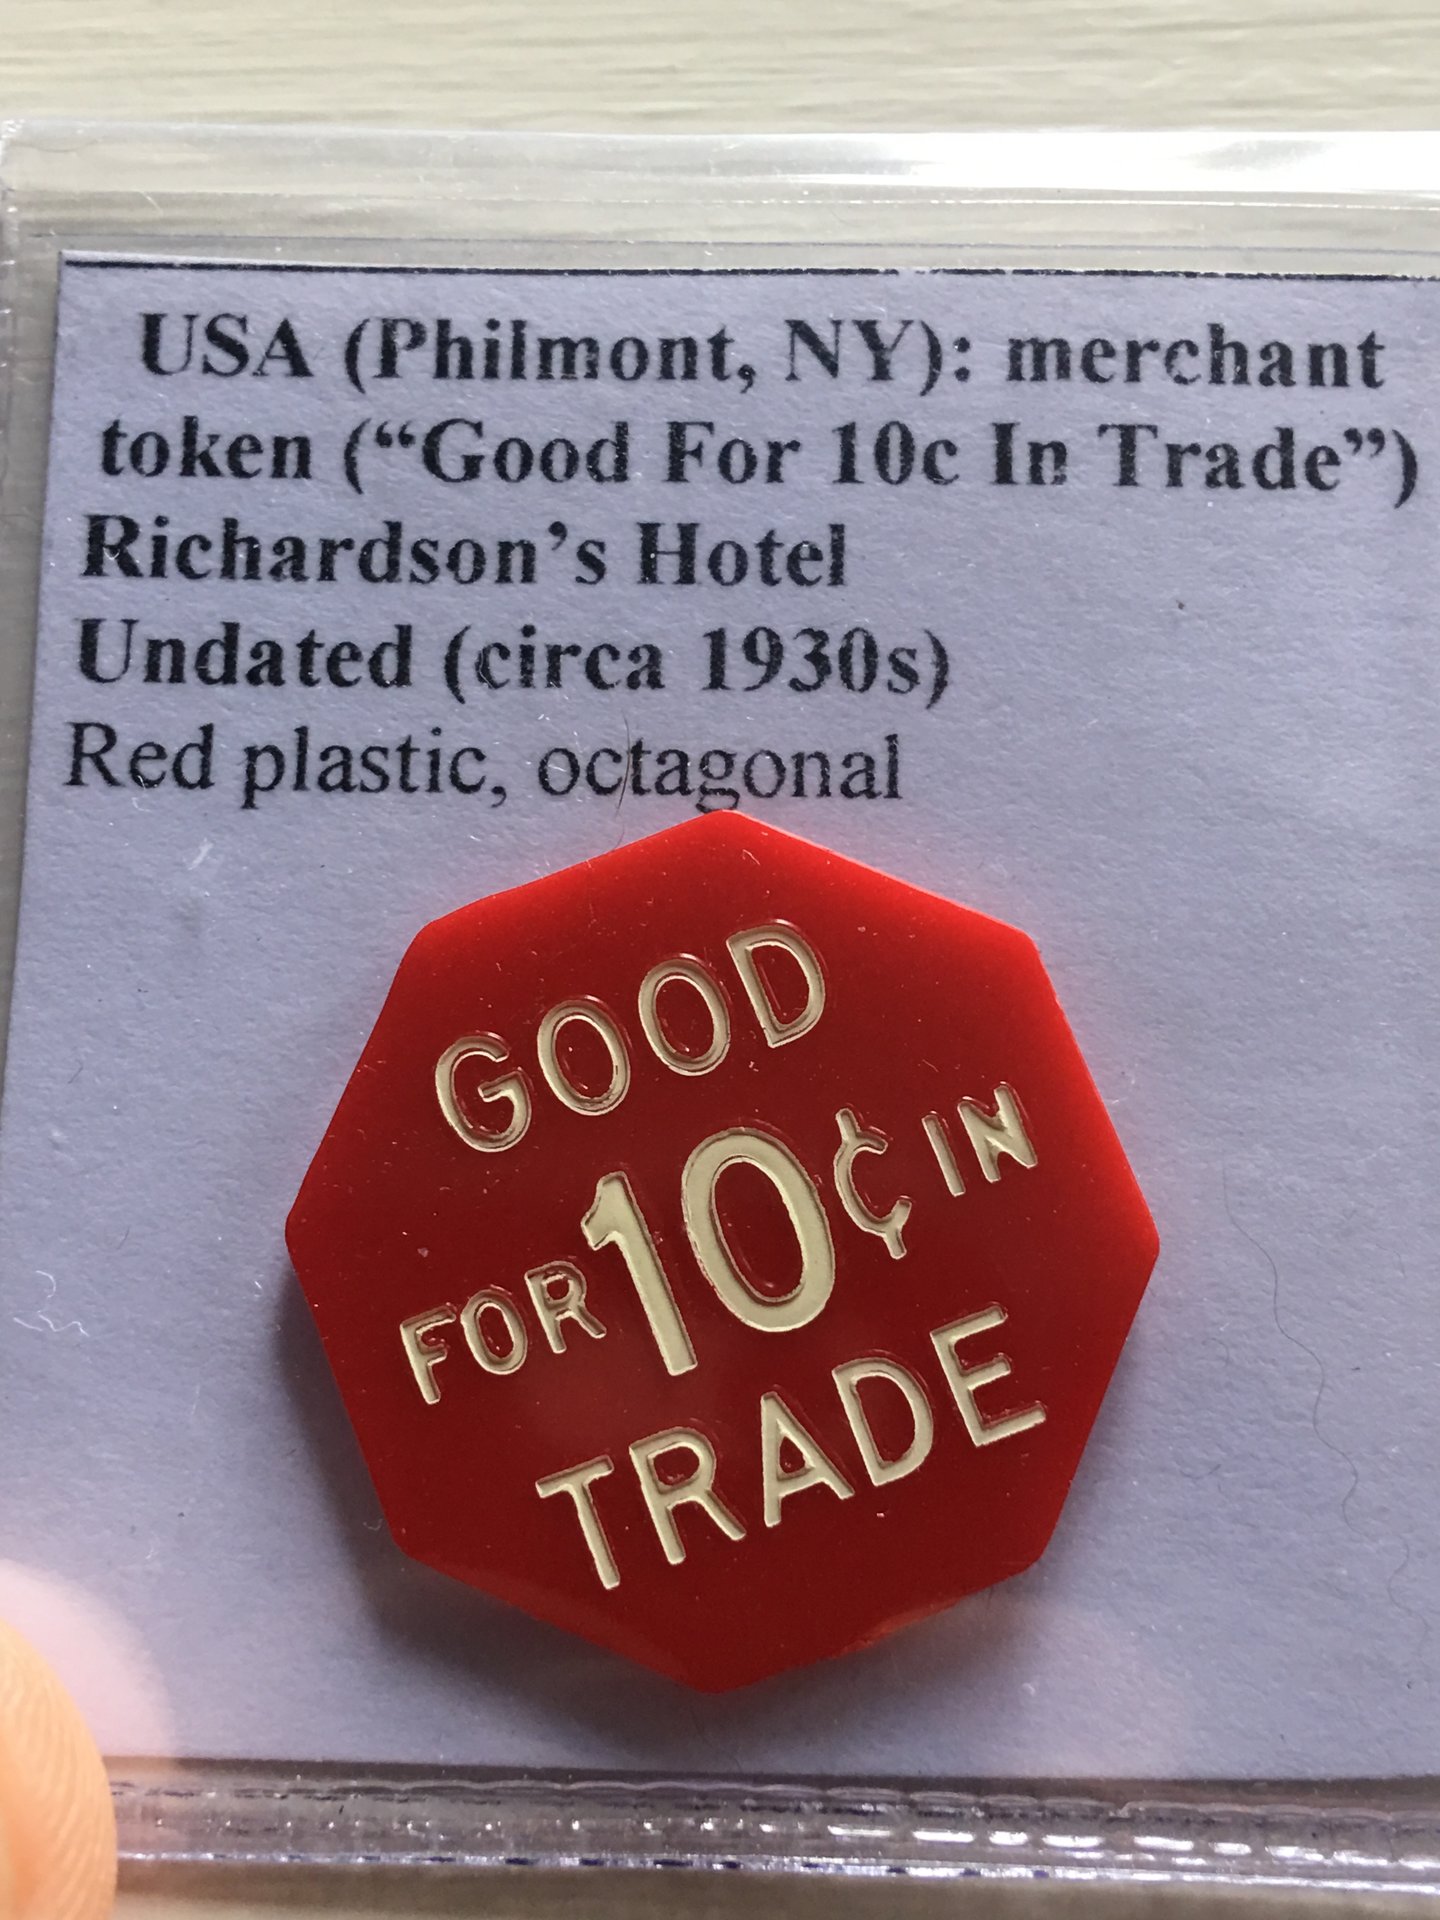 USA (Philmont, NY): merchant
token (“Good For 10c In Trade”)
Richardson’s Hotel
Undated (circa 1930s)
Red plastic, octagonal
GOOD
FOR 10¢ IN
TRADE